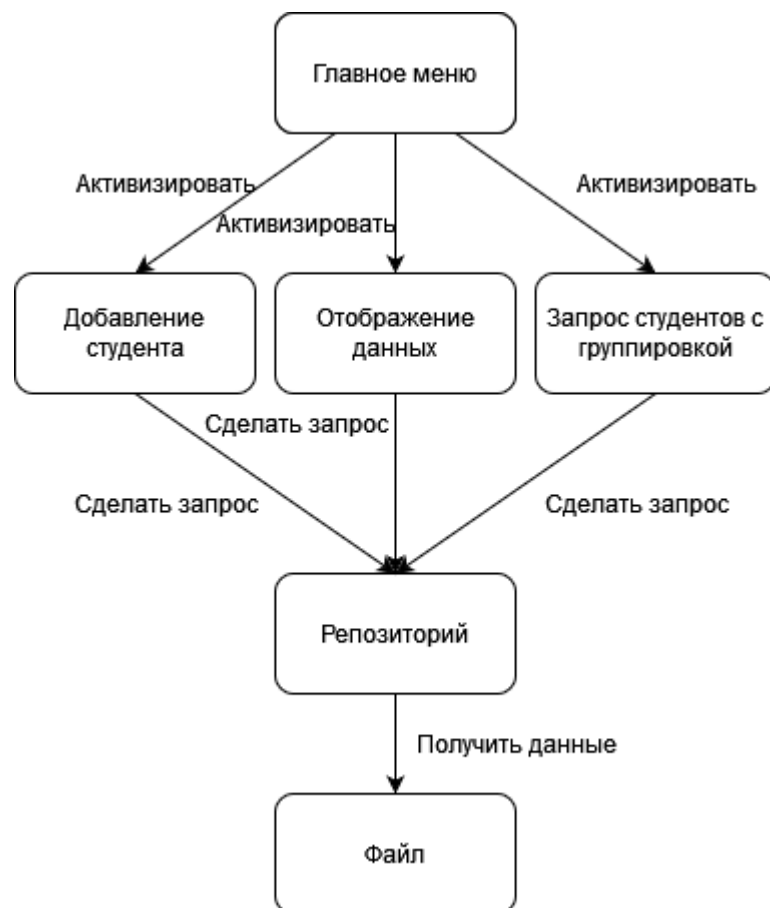 Главное меню
Активизировать
Активизировать
Активизировать
Добавление
студента
Отображение
данных
Запрос студентов с
группировкой
Сделать запрос
Сделать запрос
Сделать запрос
Репозиторий
Получить данные
Файл